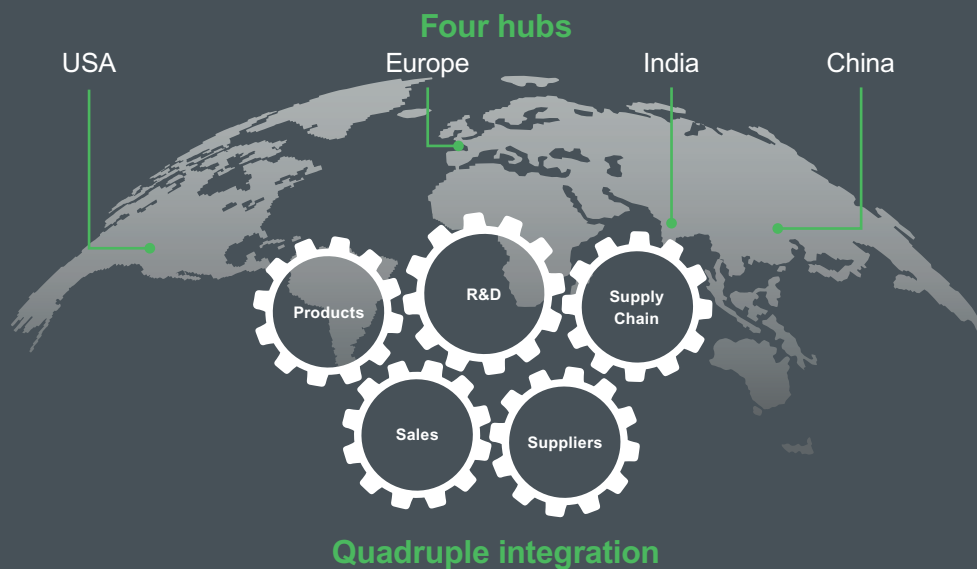 Four hubs
USA
Europe
India
China
Products
R&D
Supply
Chain
Sales
Suppliers
Quadruple integration